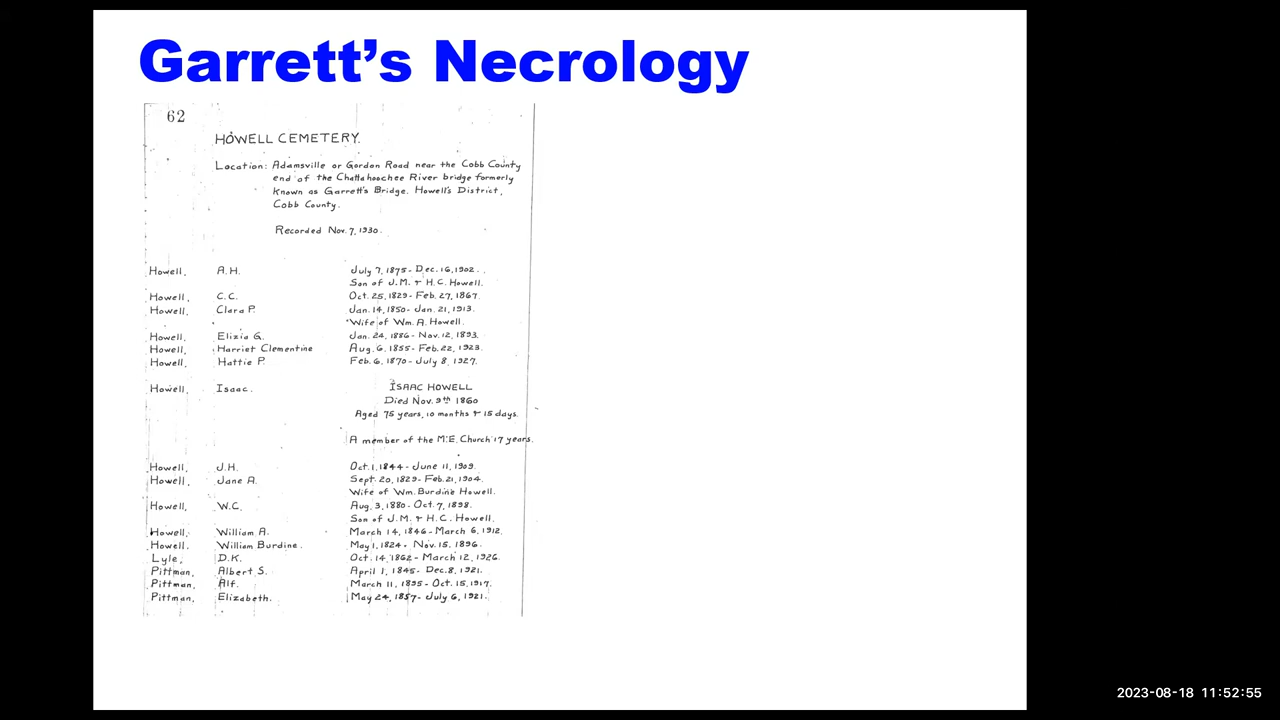 Garrett's Necrology
62
HOWELL CEMETERY.
Location: Adamsville or Gordon Road near the Cobb County
end of the Chattahoochee River bridge formerly
known as Garrett's Bridge. Howell's District,
Cobb County.
Recorded Nov. 7, 1930.
Howell, A.H. July 7, 1875 - Dec. 16, 1902.
Son of J.M. & H.C. Howell.
Howell, C.C. Oct. 25, 1829 - Feb. 27, 1867.
Howell, Clara P. Jan. 14, 1850 - Jan. 21, 1913.
Wife of Wm. A. Howell.
Howell, Elizia G. Jan. 24, 1886 - Nov. 12, 1893.
Howell, Harriet Clementine Aug. 6, 1855 - Feb. 22, 1923.
Howell, Hattie P. Feb. 6, 1870 - July 8, 1927.
Howell, Isaac. ISAAC HOWELL
Died Nov. 9th 1860
Aged 75 years, 10 months & 15 days.
A member of the M.E. Church 17 years.
Howell, J.H. Oct. 1, 1844 - June 11, 1909.
Howell, Jane A. Sept. 20, 1829 - Feb. 21, 1904.
Wife of Wm. Burdine Howell.
Howell, W.C. Aug. 3, 1880 - Oct. 7, 1898.
Son of J.M. & H.C. Howell.
Howell, William A. March 14, 1846 - March 6, 1912.
Howell, William Burdine. May 1, 1824 - Nov. 15, 1896.
Lyle, D.K. Oct. 14, 1862 - March 12, 1926.
Pittman, Albert S. April 1, 1845 - Dec. 8, 1921.
Pittman, Alf. March 11, 1895 - Oct. 15, 1917.
Pittman, Elizabeth. May 24, 1857 - July 6, 1921.
2023-08-18 11:52:55